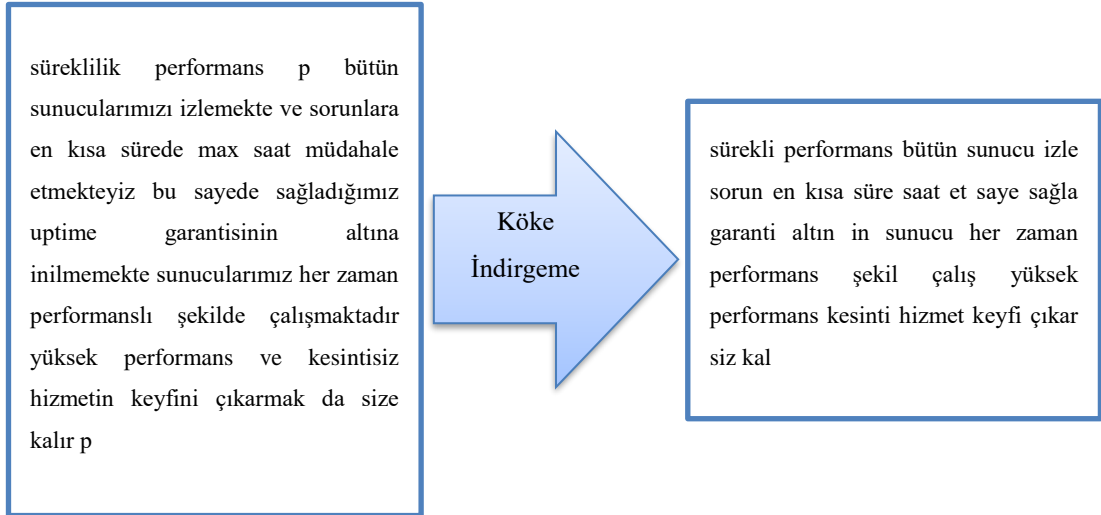 süreklilik performans p bütün
sunucularımızı izlemekte ve sorunlara
en kısa sürede max saat müdahale
etmekteyiz bu sayede sağladığımız
uptime garantisinin altına
inilmemekte sunucularımız her zaman
performanslı şekilde çalışmaktadır
yüksek performans ve kesintisiz
hizmetin keyfini çıkarmak da size
kalır p
Köke
İndirgeme
sürekli performans bütün sunucu izle
sorun en kısa süre saat et saye sağla
garanti altın in sunucu her zaman
performans şekil çalış yüksek
performans kesinti hizmet keyfi çıkar
siz kal